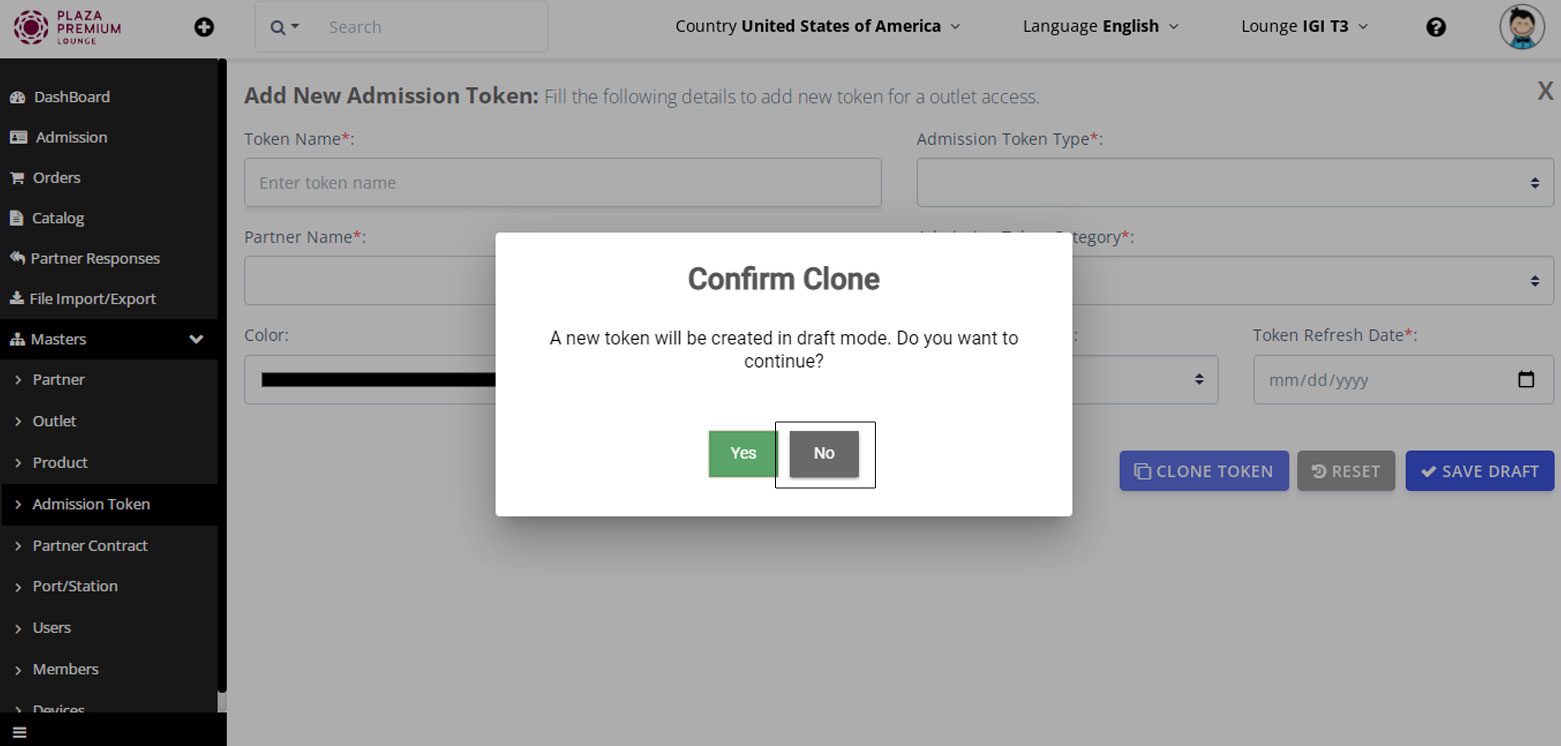 PLAZA
PREMIUM
LOUNGE
Search
Country United States of America
Language English
Lounge IGI T3
DashBoard
Admission
Orders
Catalog
Partner Responses
File Import/Export
Masters
Partner
Outlet
Product
Admission Token
Partner Contract
Port/Station
Users
Members
Devices
Add New Admission Token: Fill the following details to add new token for a outlet access.
X
Token Name*:
Enter token name
Admission Token Type*:
Partner Name*:
Color:
Token Refresh Date*:
mm/dd/yyyy
CLONE TOKEN
RESET
SAVE DRAFT
Confirm Clone
A new token will be created in draft mode. Do you want to
continue?
Yes
No